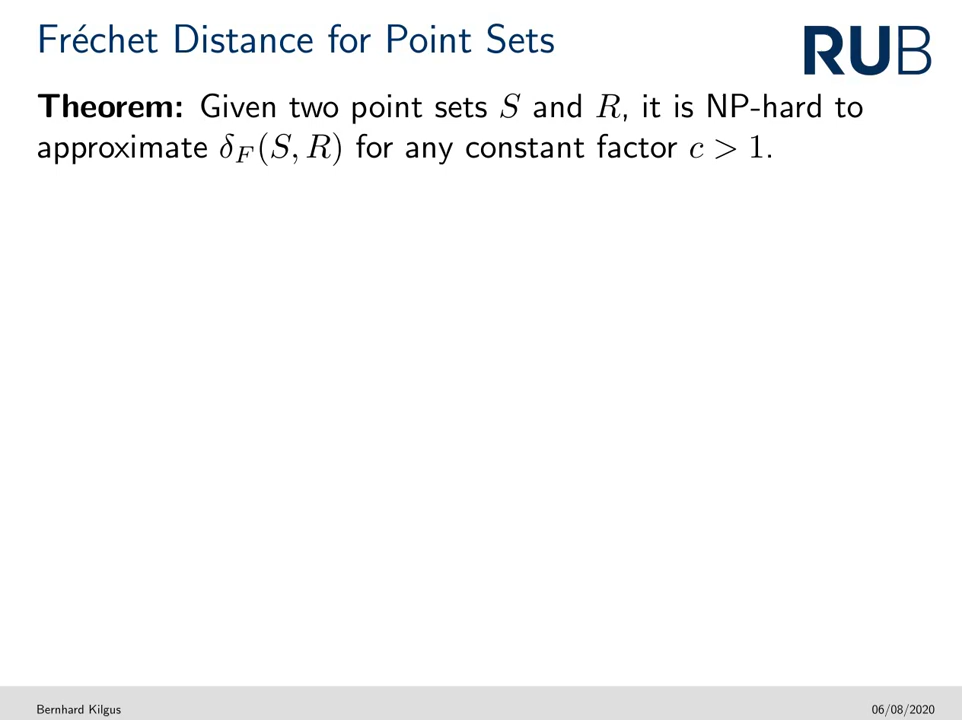 Fréchet Distance for Point Sets
RUB
Theorem: Given two point sets S and R, it is NP-hard to
approximate δ_F(S, R) for any constant factor c > 1.
Bernhard Kilgus
06/08/2020